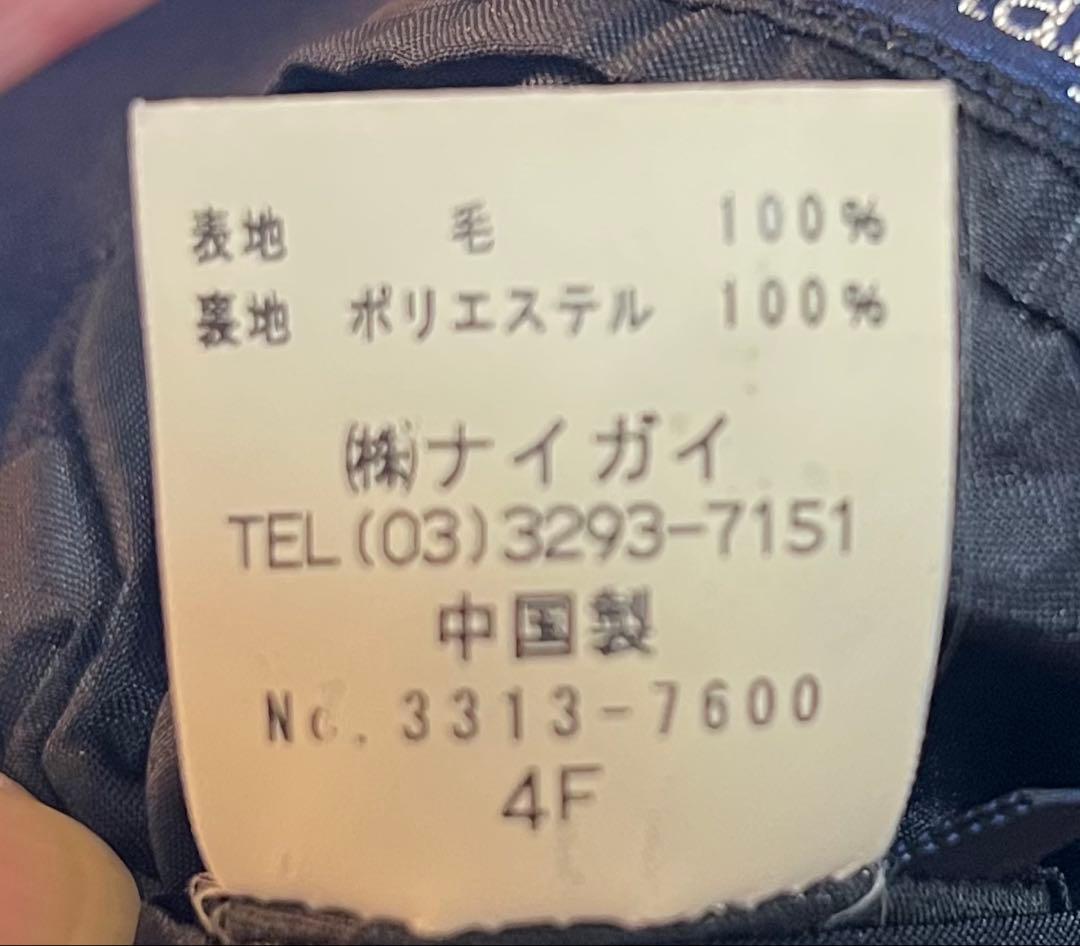 表地 毛 100%
裏地 ポリエステル 100%
㈱ナイガイ
TEL(03)3293-7151
中国製
No.3313-7600
4F